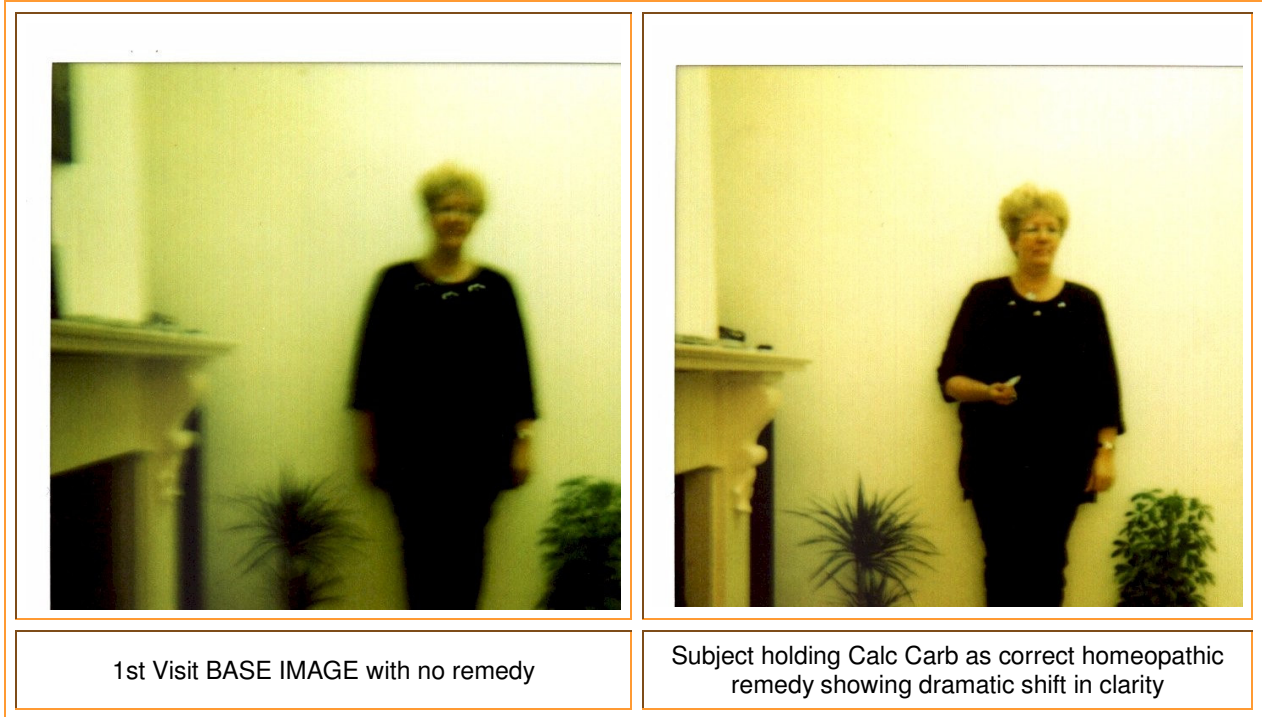 1st Visit BASE IMAGE with no remedy
Subject holding Calc Carb as correct homeopathic
remedy showing dramatic shift in clarity